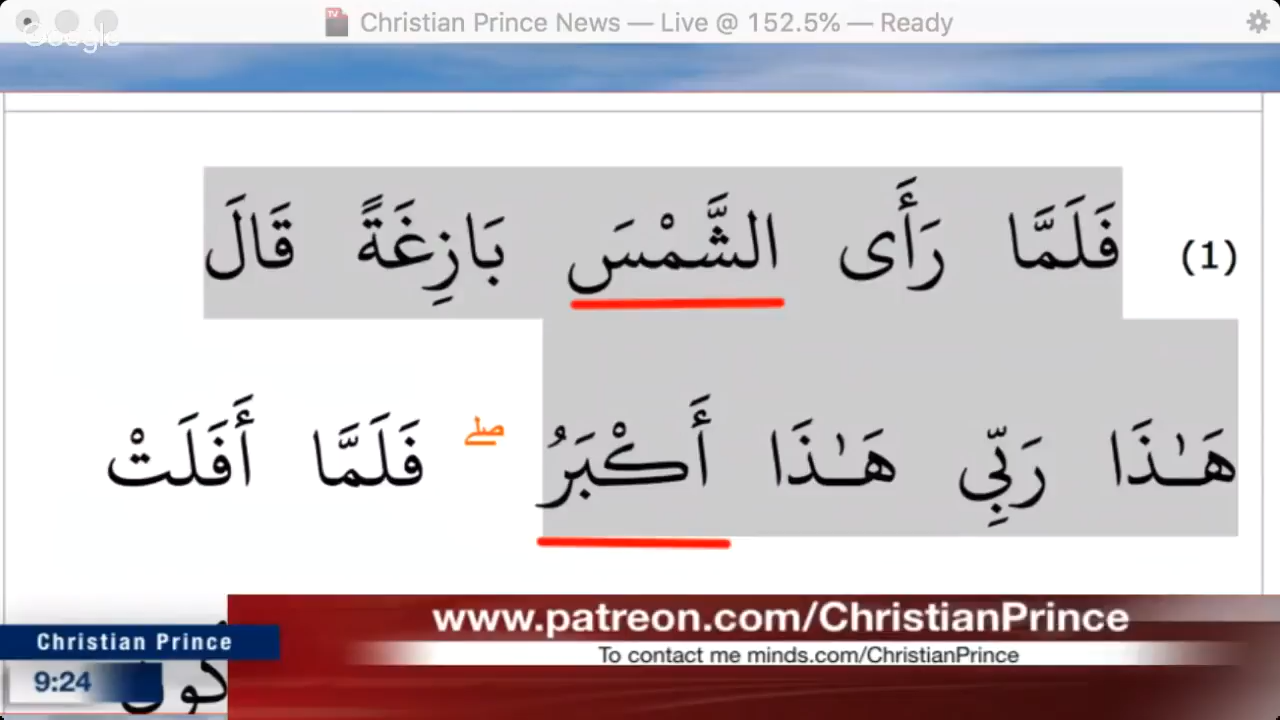 Christian Prince News — Live @ 152.5% — Ready
Google
(1) فَلَمَّا رَأَى الشَّمْسَ بَازِغَةً قَالَ
هَـٰذَا رَبِّي هَـٰذَا أَكْبَرُ ۖ فَلَمَّا أَفَلَتْ
www.patreon.com/ChristianPrince
Christian Prince
To contact me minds.com/ChristianPrince
9:24